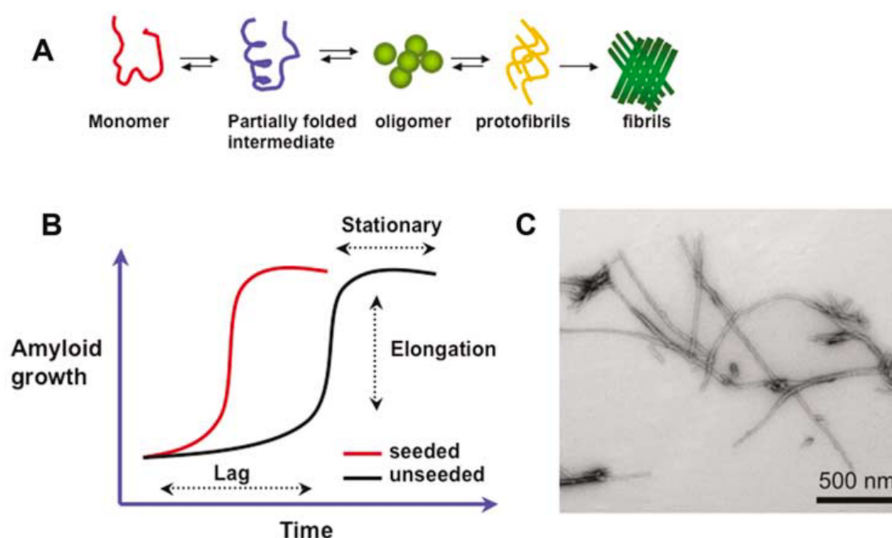 A
Monomer
Partially folded
intermediate
oligomer
protofibrils
fibrils
B
Stationary
Amyloid
growth
Elongation
seeded
unseeded
Lag
Time
C
500 nm